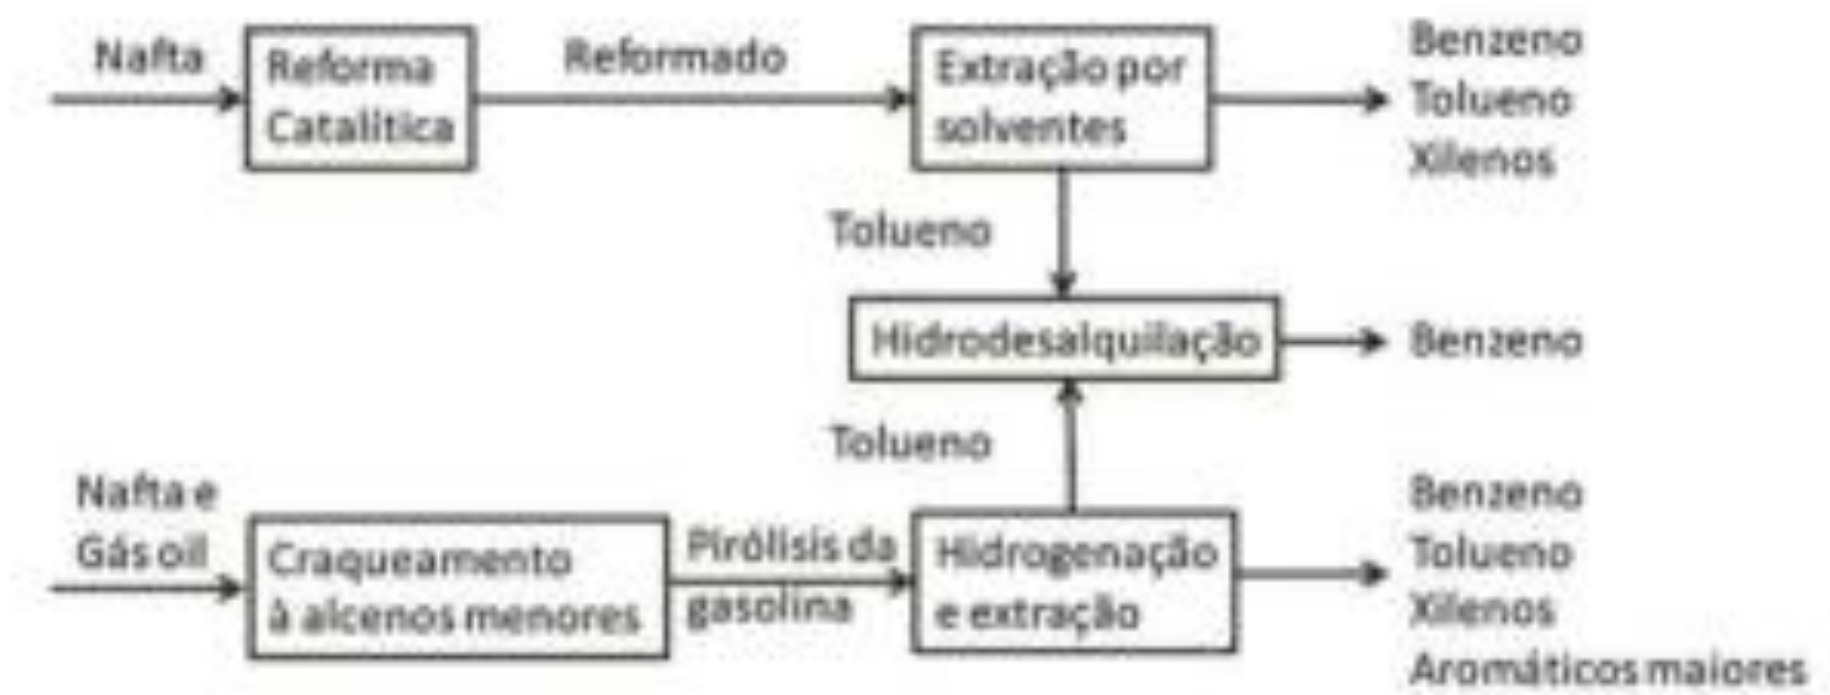 Nafta
Reforma
Catalítica
Reformado
Extração por
solventes
Benzeno
Tolueno
Xilenos
Tolueno
Hidrodesalquilação
Benzeno
Tolueno
Nafta e
Gás oil
Craqueamento
à alcenos menores
Pirólisis da
gasolina
Hidrogenação
e extração
Benzeno
Tolueno
Xilenos
Aromáticos maiores